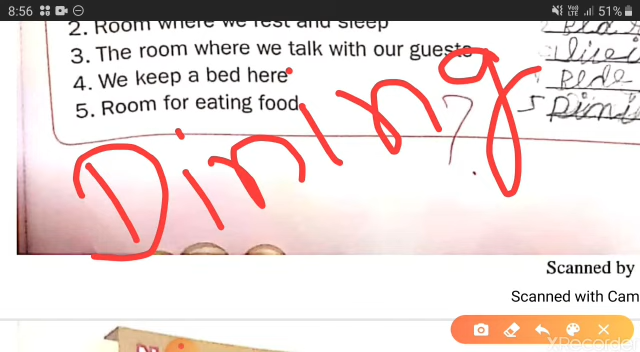 8:56
51%
2. Room where we rest and sleep
3. The room where we talk with our guests
4. We keep a bed here
5. Room for eating food
Dining
?
5
Scanned by
Scanned with Cam
XRecorder